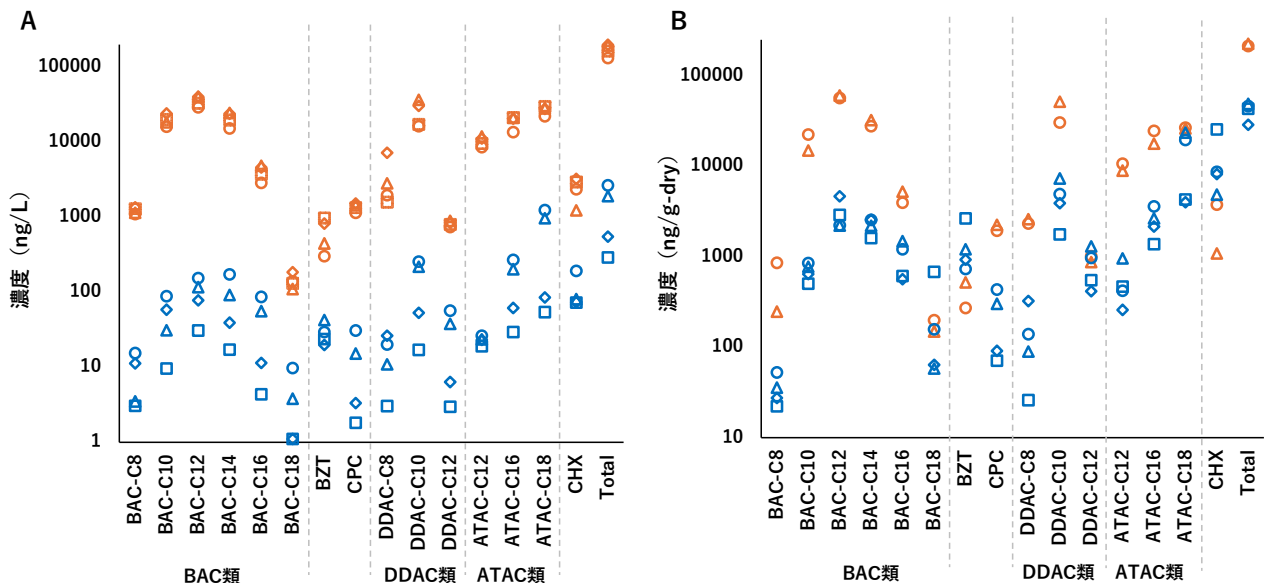 A
濃度（ng/L）
100000
10000
1000
100
10
1
BAC-C8
BAC-C10
BAC-C12
BAC-C14
BAC-C16
BAC-C18
BZT
CPC
DDAC-C8
DDAC-C10
DDAC-C12
ATAC-C12
ATAC-C16
ATAC-C18
CHX
Total
BAC類
DDAC類
ATAC類
B
濃度（ng/g-dry）
100000
10000
1000
100
10
BAC-C8
BAC-C10
BAC-C12
BAC-C14
BAC-C16
BAC-C18
BZT
CPC
DDAC-C8
DDAC-C10
DDAC-C12
ATAC-C12
ATAC-C16
ATAC-C18
CHX
Total
BAC類
DDAC類
ATAC類